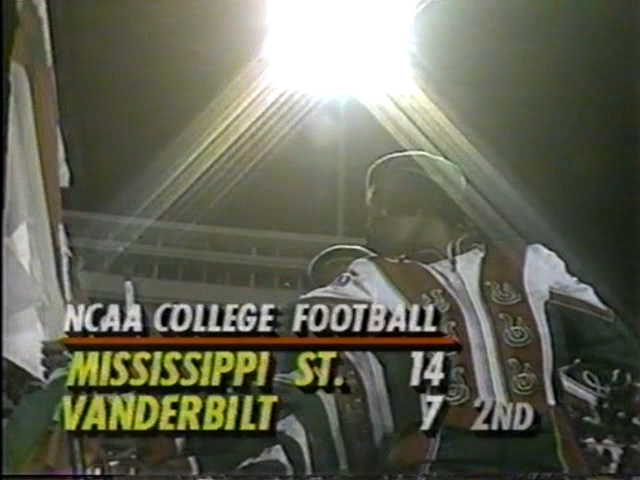 NCAA COLLEGE FOOTBALL
MISSISSIPPI ST. 14
VANDERBILT 7 2ND